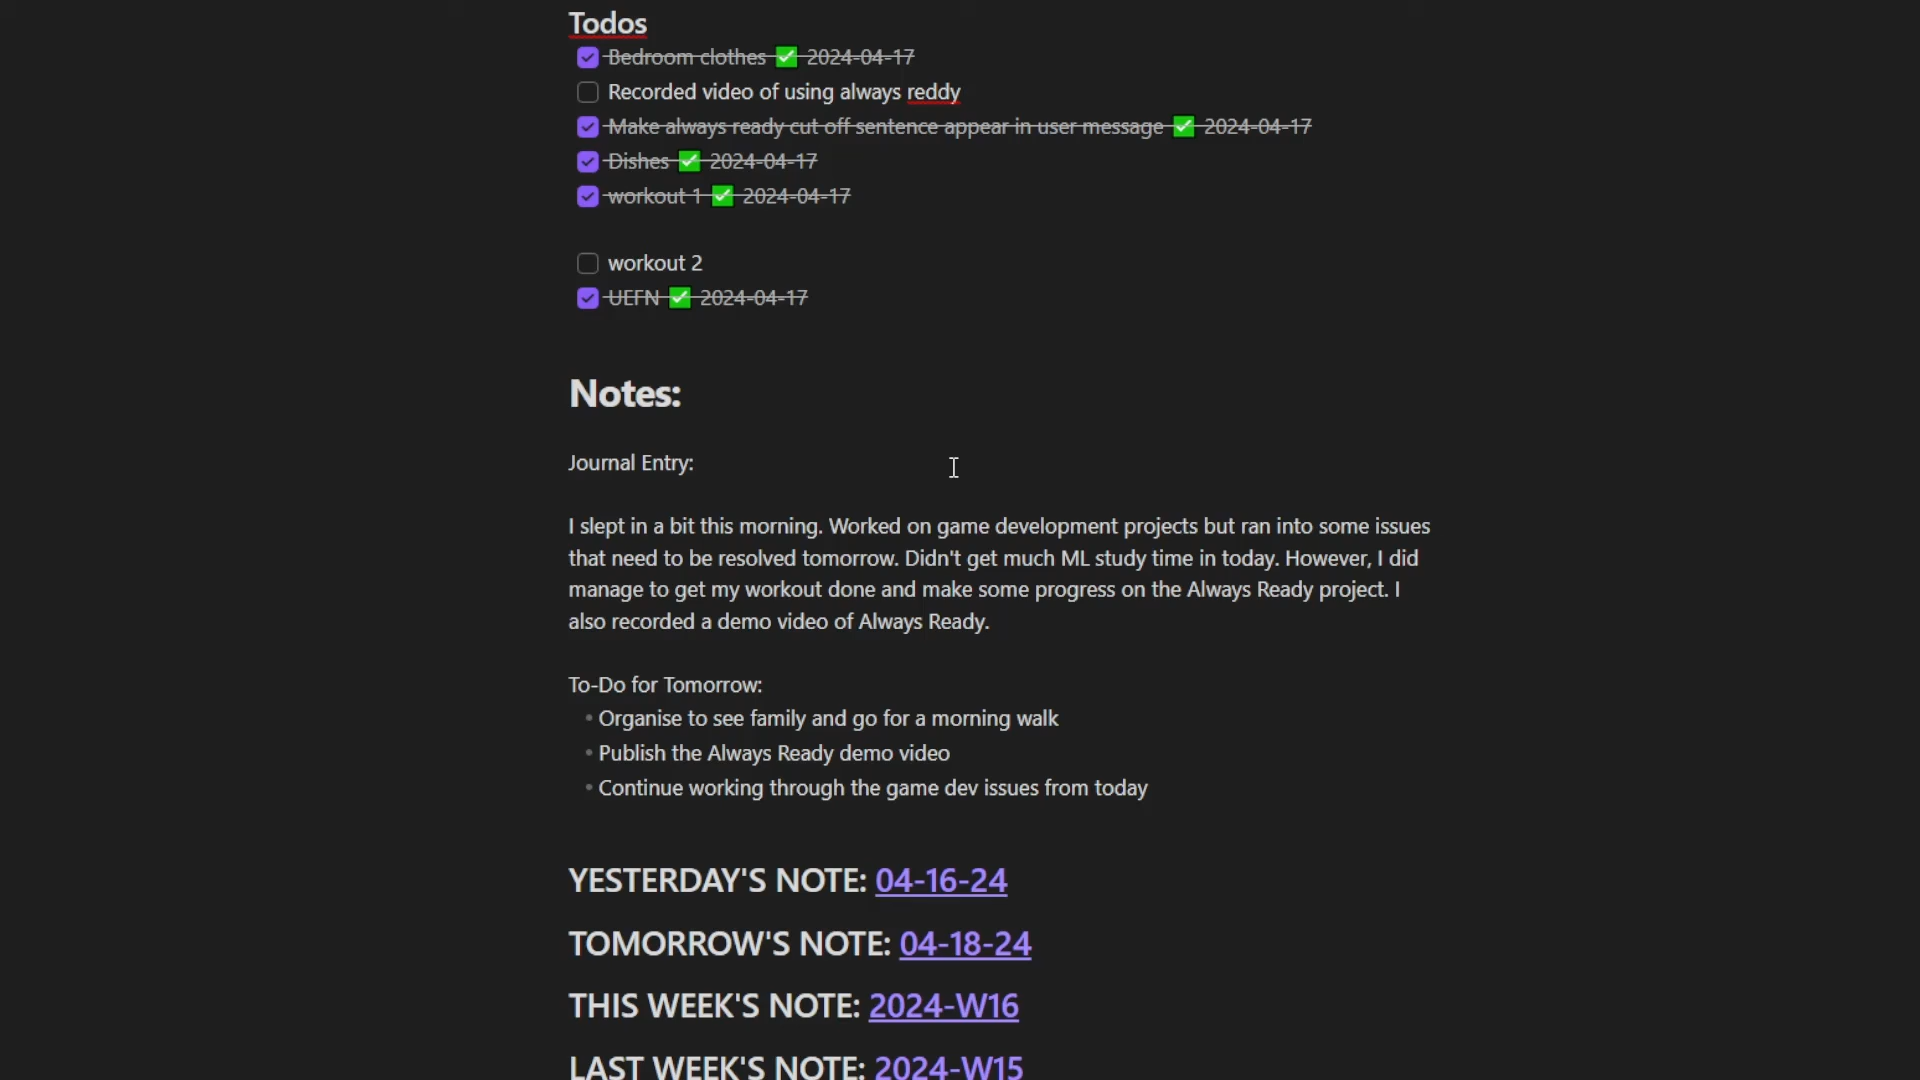 Todos
Bedroom clothes ✅ 2024-04-17
Recorded video of using always reddy
Make always ready cut off sentence appear in user message ✅ 2024-04-17
Dishes ✅ 2024-04-17
workout 1 ✅ 2024-04-17
workout 2
UEFN ✅ 2024-04-17
Notes:
Journal Entry:
I slept in a bit this morning. Worked on game development projects but ran into some issues
that need to be resolved tomorrow. Didn't get much ML study time in today. However, I did
manage to get my workout done and make some progress on the Always Ready project. I
also recorded a demo video of Always Ready.
To-Do for Tomorrow:
• Organise to see family and go for a morning walk
• Publish the Always Ready demo video
• Continue working through the game dev issues from today
YESTERDAY'S NOTE: 04-16-24
TOMORROW'S NOTE: 04-18-24
THIS WEEK'S NOTE: 2024-W16
LAST WEEK'S NOTE: 2024-W15